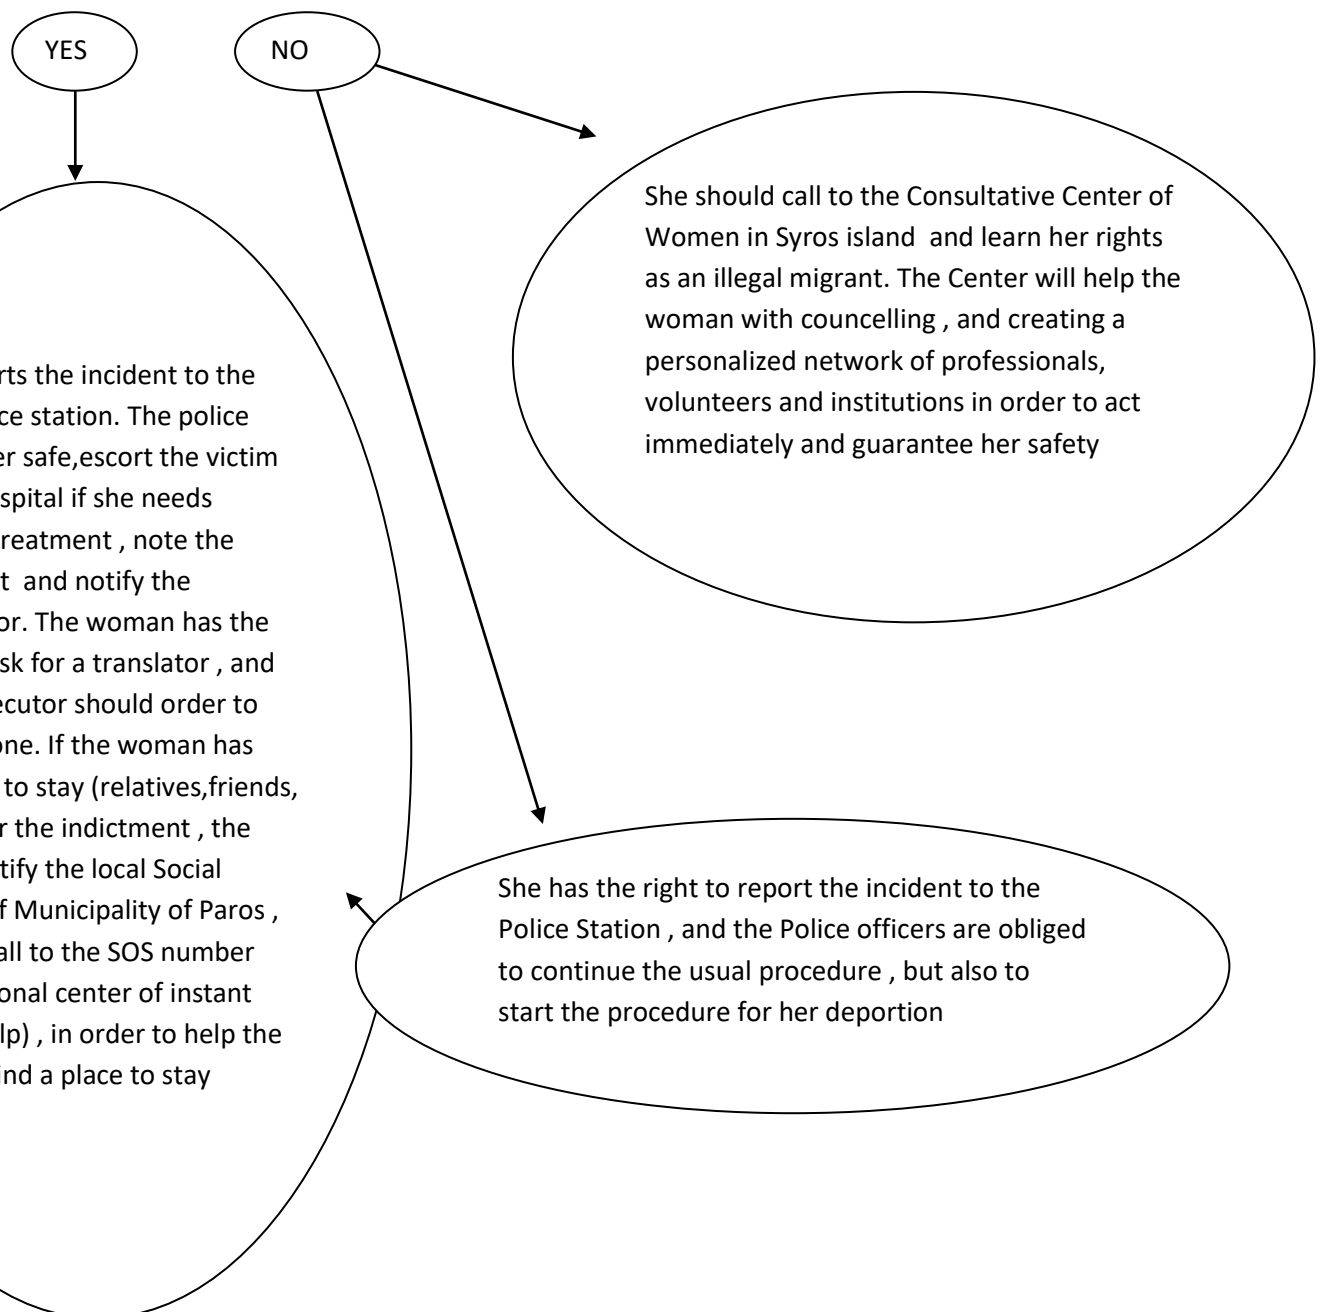 YES
NO
She should call to the Consultative Center of
Women in Syros island and learn her rights
as an illegal migrant. The Center will help the
woman with councelling , and creating a
personalized network of professionals,
volunteers and institutions in order to act
immediately and guarantee her safety
rts the incident to the
ce station. The police
er safe,escort the victim
spital if she needs
reatment , note the
t and notify the
or. The woman has the
sk for a translator , and
ecutor should order to
one. If the woman has
to stay (relatives,friends,
r the indictment , the
tify the local Social
f Municipality of Paros ,
all to the SOS number
onal center of instant
lp) , in order to help the
ind a place to stay
She has the right to report the incident to the
Police Station , and the Police officers are obliged
to continue the usual procedure , but also to
start the procedure for her deportion